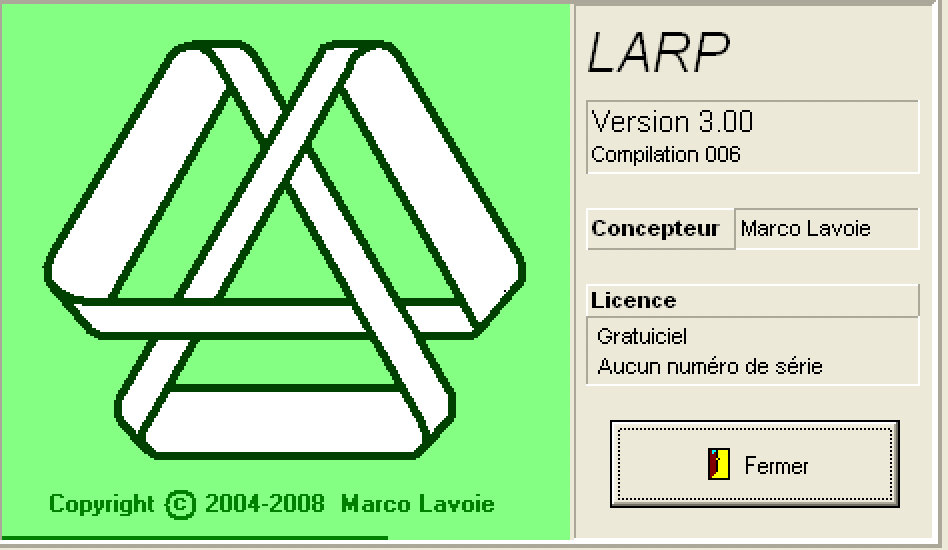 LARP
Version 3.00
Compilation 006
Concepteur Marco Lavoie
Licence
Gratuiciel
Aucun numéro de série
Fermer
Copyright © 2004-2008 Marco Lavoie